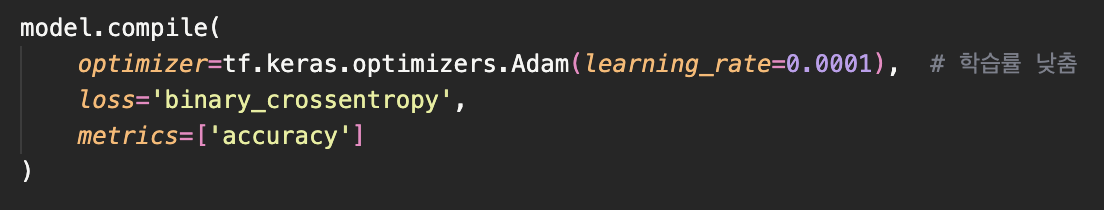 model.compile(
    optimizer=tf.keras.optimizers.Adam(learning_rate=0.0001),  # 학습률 낮춤
    loss='binary_crossentropy',
    metrics=['accuracy']
)